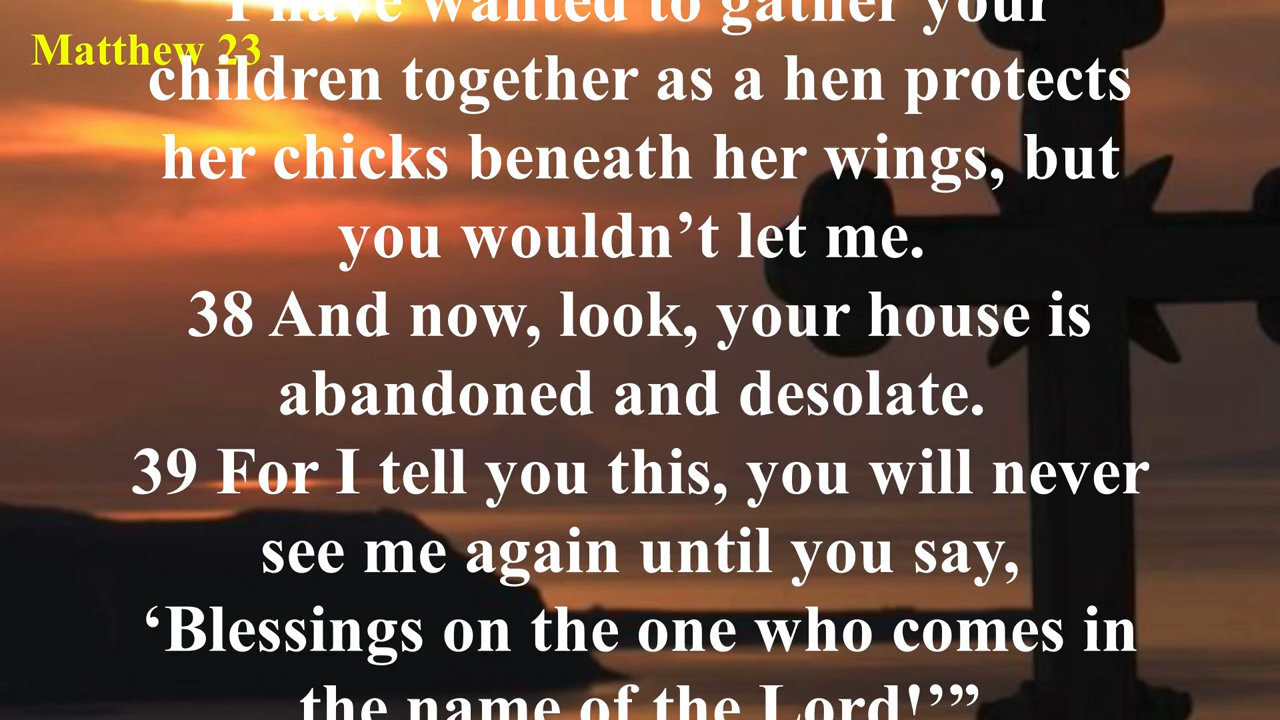 I have wanted to gather your
Matthew 23
children together as a hen protects
her chicks beneath her wings, but
you wouldn’t let me.
38 And now, look, your house is
abandoned and desolate.
39 For I tell you this, you will never
see me again until you say,
‘Blessings on the one who comes in
the name of the Lord!’”